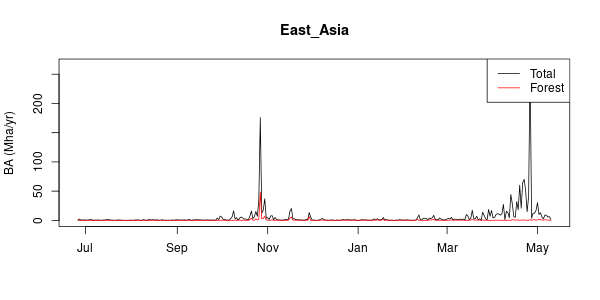 East_Asia
Total
Forest
BA (Mha/yr)
200
100
50
0
Jul Sep Nov Jan Mar May